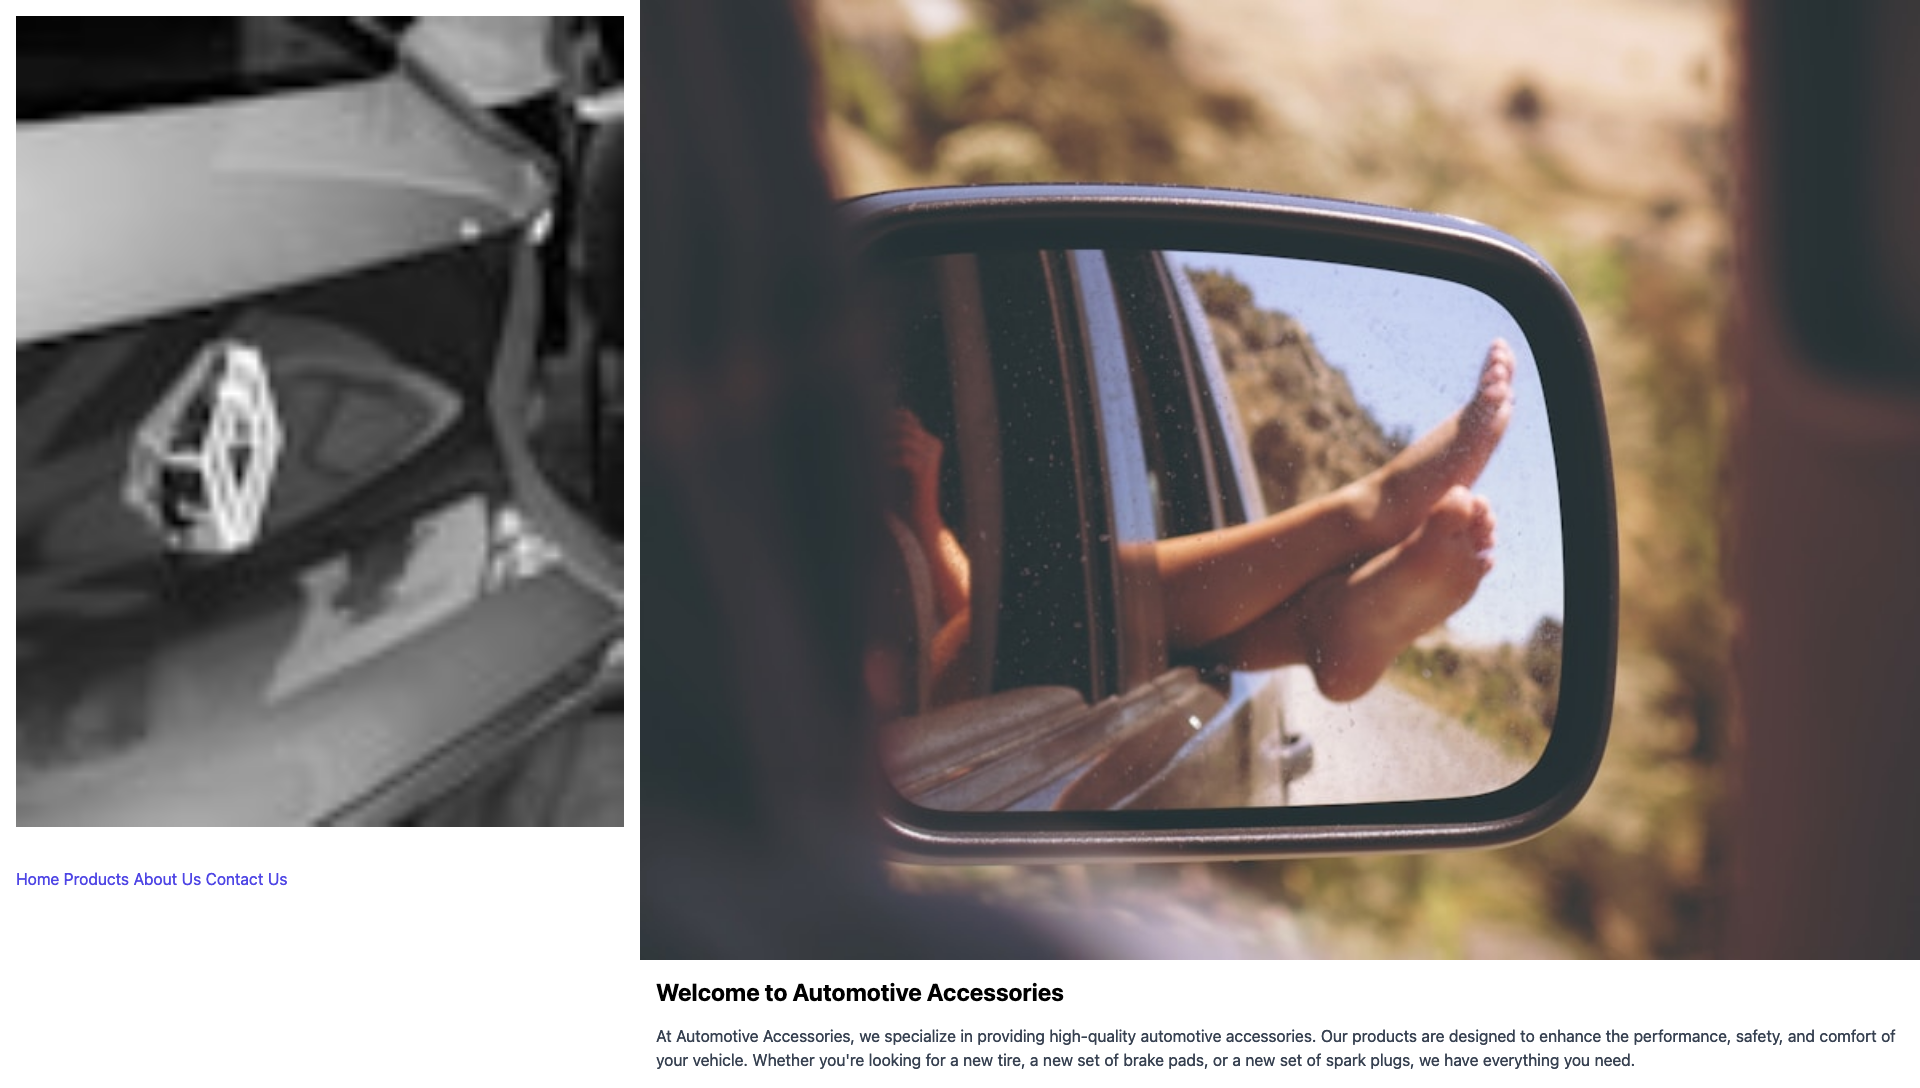 Home Products About Us Contact Us
Welcome to Automotive Accessories
At Automotive Accessories, we specialize in providing high-quality automotive accessories. Our products are designed to enhance the performance, safety, and comfort of
your vehicle. Whether you're looking for a new tire, a new set of brake pads, or a new set of spark plugs, we have everything you need.